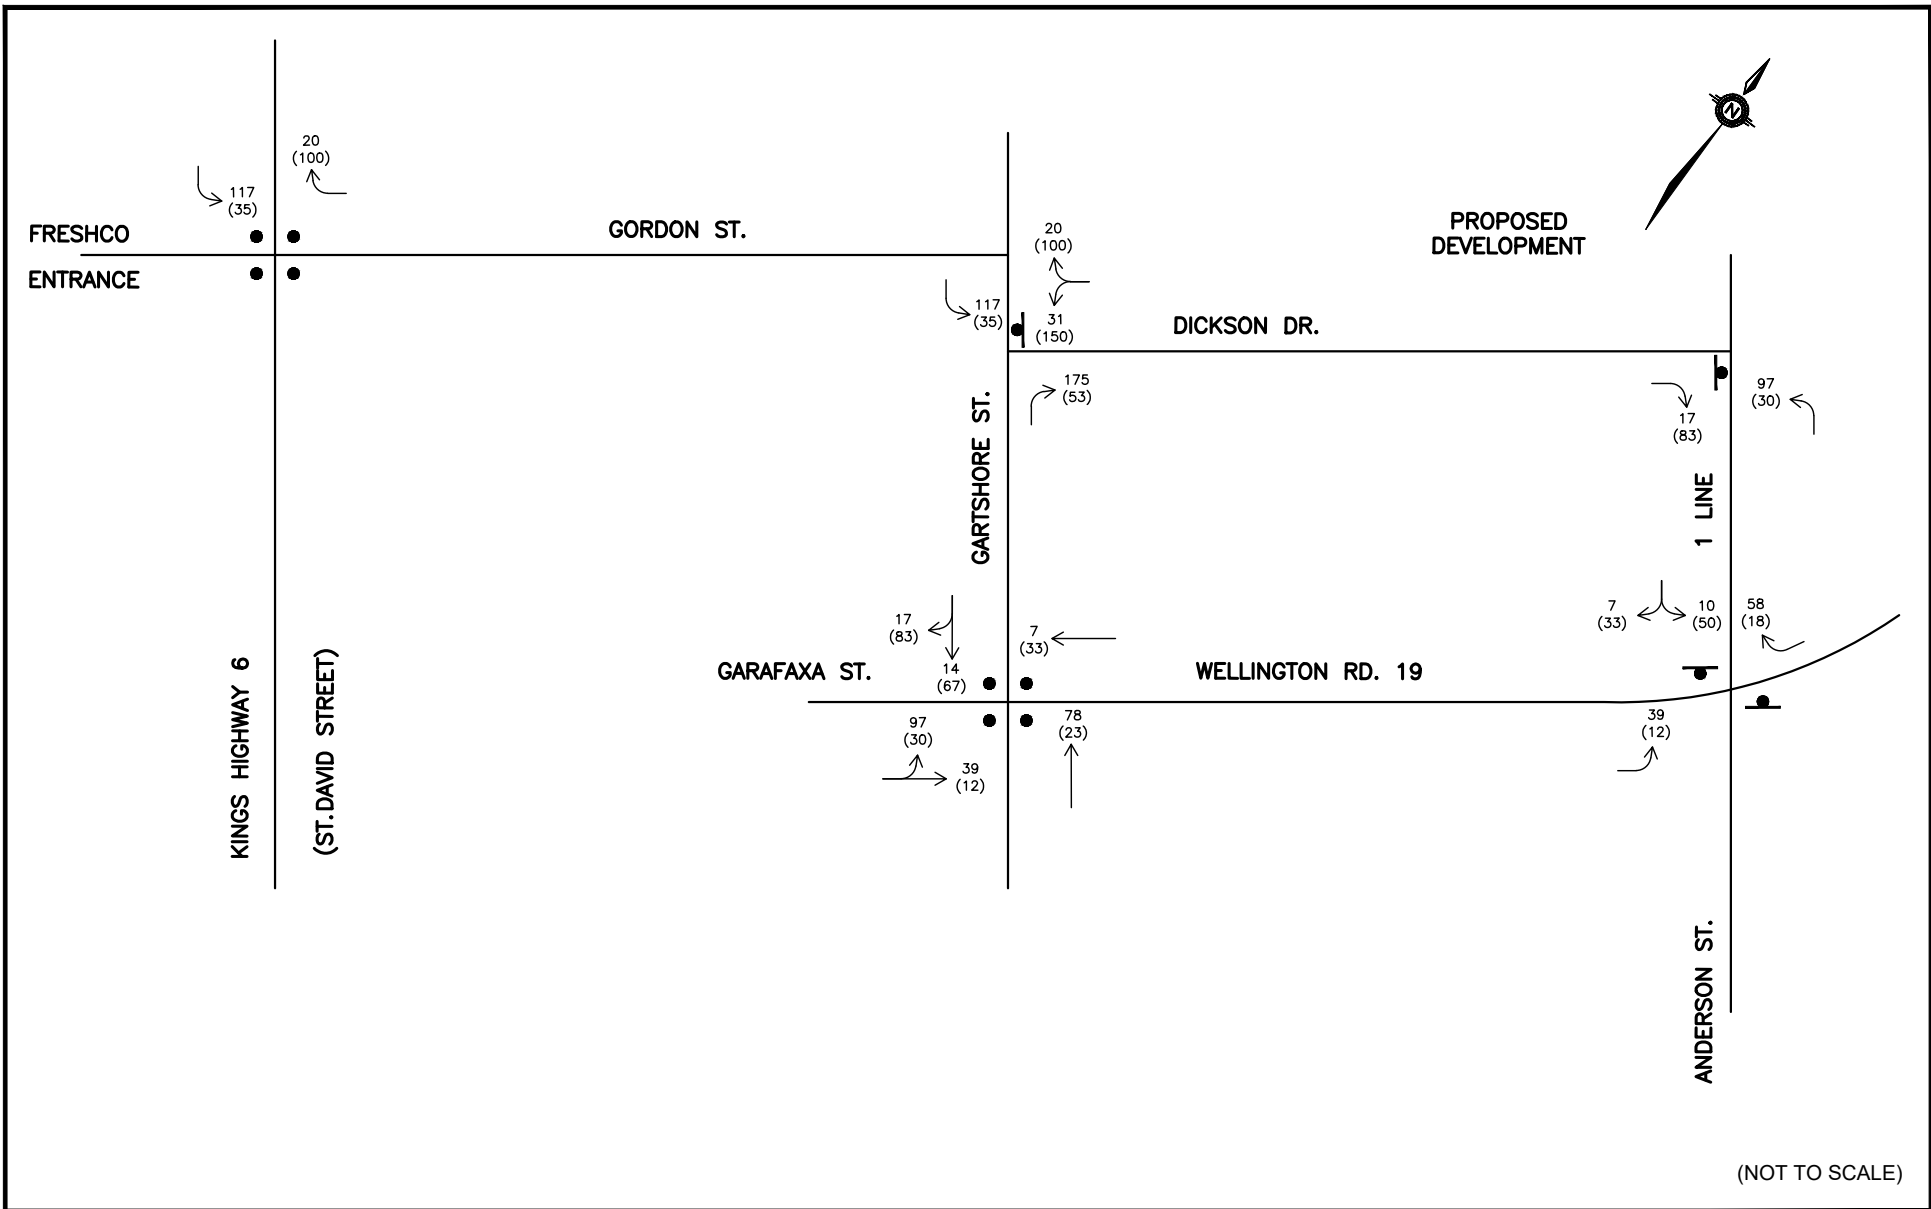 N
20
(100)
117
(35)
FRESHCO
ENTRANCE
GORDON ST.
PROPOSED
DEVELOPMENT
20
(100)
117
(35)
31
(150)
DICKSON DR.
175
(53)
97
(30)
17
(83)
GARTSHORE ST.
1 LINE
17
(83)
7
(33)
14
(67)
7
(33)
10
(50)
58
(18)
GARAFAXA ST.
WELLINGTON RD. 19
KINGS HIGHWAY 6
(ST.DAVID STREET)
97
(30)
78
(23)
39
(12)
39
(12)
ANDERSON ST.
(NOT TO SCALE)